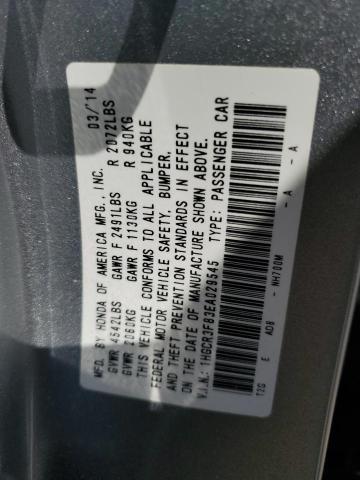 MFD. BY HONDA OF AMERICA MFG., INC. 03/'14
GVWR 4542LBS GAWR F 2491LBS R 2072LBS
GVWR 2060KG GAWR F 1130KG R 940KG
THIS VEHICLE CONFORMS TO ALL APPLICABLE
FEDERAL MOTOR VEHICLE SAFETY, BUMPER,
AND THEFT PREVENTION STANDARDS IN EFFECT
ON THE DATE OF MANUFACTURE SHOWN ABOVE.
V.I.N.: 1HGCR3F83EA029545 TYPE: PASSENGER CAR
T2G E AD8 - NH700M - A - A